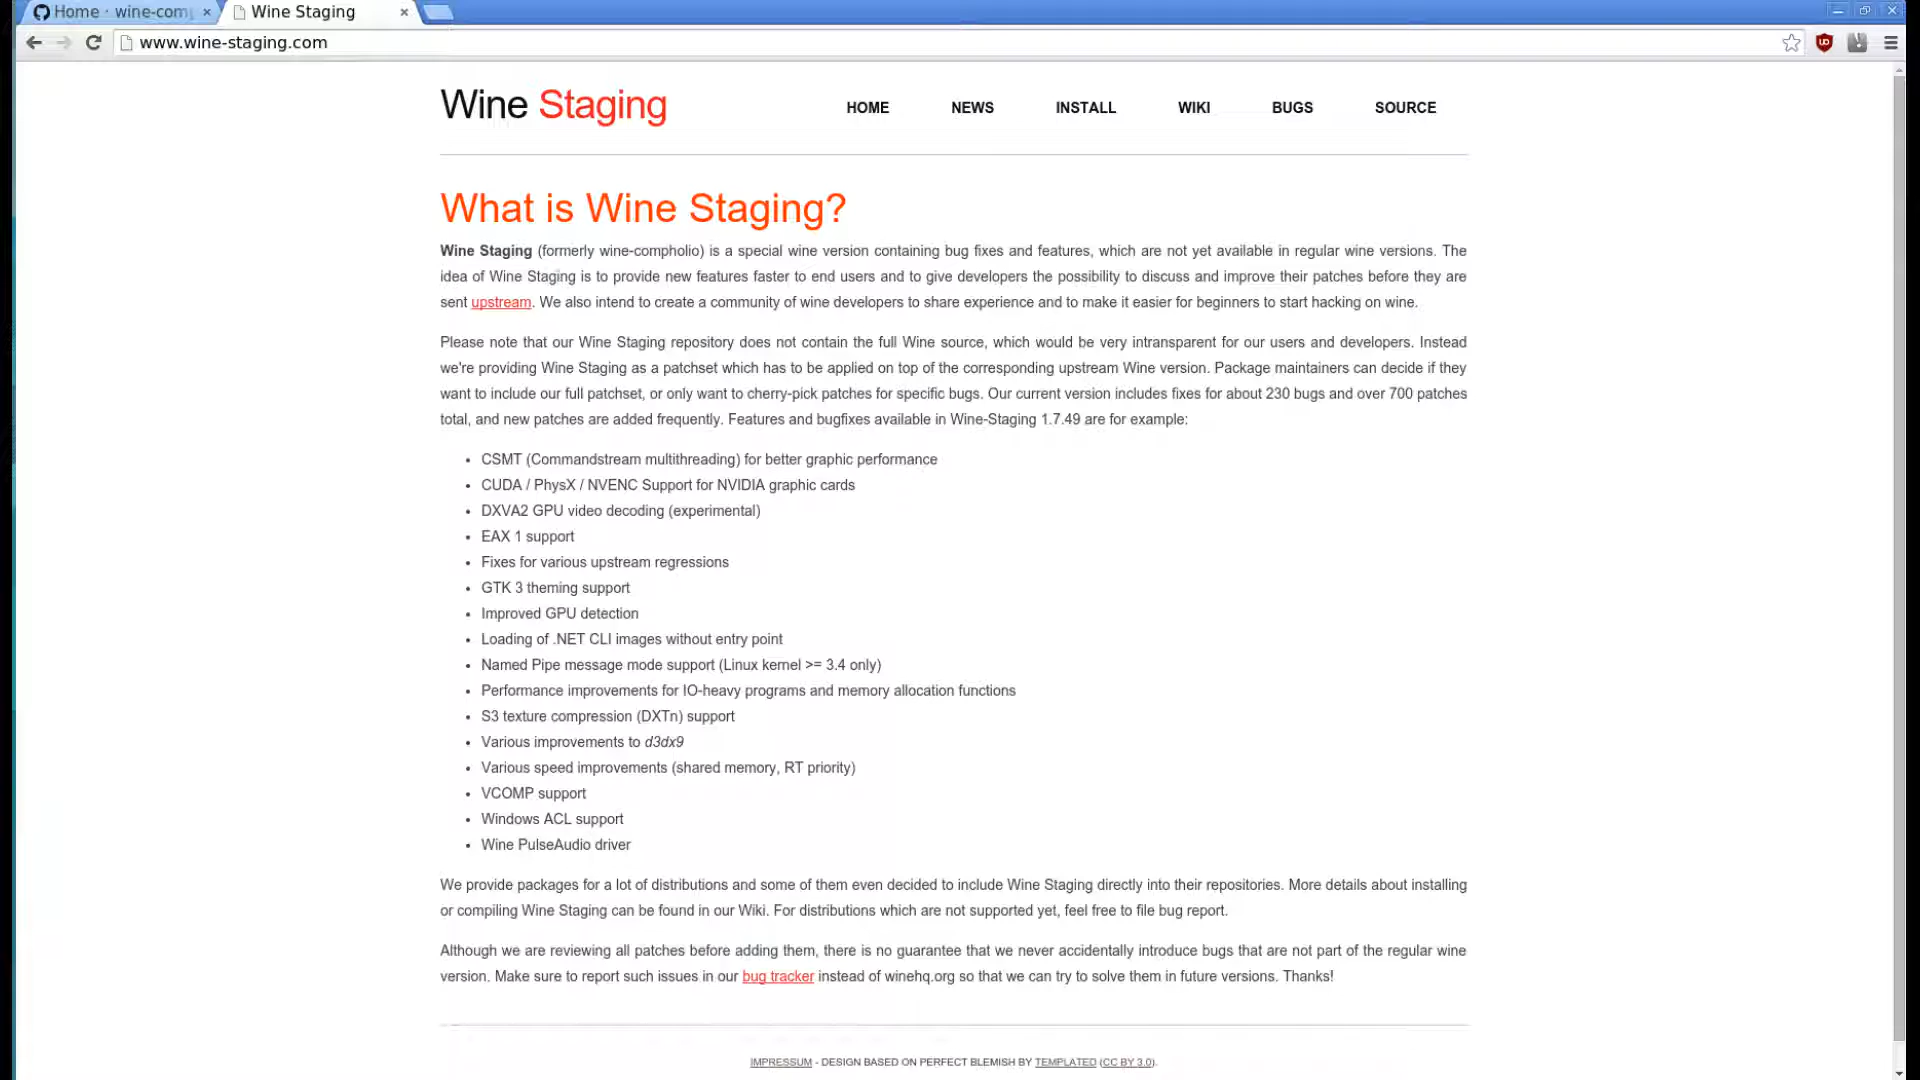 Home · wine-com
Wine Staging
www.wine-staging.com
Wine Staging
HOME NEWS INSTALL WIKI BUGS SOURCE
What is Wine Staging?
Wine Staging (formerly wine-compholio) is a special wine version containing bug fixes and features, which are not yet available in regular wine versions. The
idea of Wine Staging is to provide new features faster to end users and to give developers the possibility to discuss and improve their patches before they are
sent upstream. We also intend to create a community of wine developers to share experience and to make it easier for beginners to start hacking on wine.
Please note that our Wine Staging repository does not contain the full Wine source, which would be very intransparent for our users and developers. Instead
we're providing Wine Staging as a patchset which has to be applied on top of the corresponding upstream Wine version. Package maintainers can decide if they
want to include our full patchset, or only want to cherry-pick patches for specific bugs. Our current version includes fixes for about 230 bugs and over 700 patches
total, and new patches are added frequently. Features and bugfixes available in Wine-Staging 1.7.49 are for example:
• CSMT (Commandstream multithreading) for better graphic performance
• CUDA / PhysX / NVENC Support for NVIDIA graphic cards
• DXVA2 GPU video decoding (experimental)
• EAX 1 support
• Fixes for various upstream regressions
• GTK 3 theming support
• Improved GPU detection
• Loading of .NET CLI images without entry point
• Named Pipe message mode support (Linux kernel >= 3.4 only)
• Performance improvements for IO-heavy programs and memory allocation functions
• S3 texture compression (DXTn) support
• Various improvements to d3dx9
• Various speed improvements (shared memory, RT priority)
• VCOMP support
• Windows ACL support
• Wine PulseAudio driver
We provide packages for a lot of distributions and some of them even decided to include Wine Staging directly into their repositories. More details about installing
or compiling Wine Staging can be found in our Wiki. For distributions which are not supported yet, feel free to file bug report.
Although we are reviewing all patches before adding them, there is no guarantee that we never accidentally introduce bugs that are not part of the regular wine
version. Make sure to report such issues in our bug tracker instead of winehq.org so that we can try to solve them in future versions. Thanks!
IMPRESSUM - DESIGN BASED ON PERFECT BLEMISH BY TEMPLATED (CC BY 3.0).